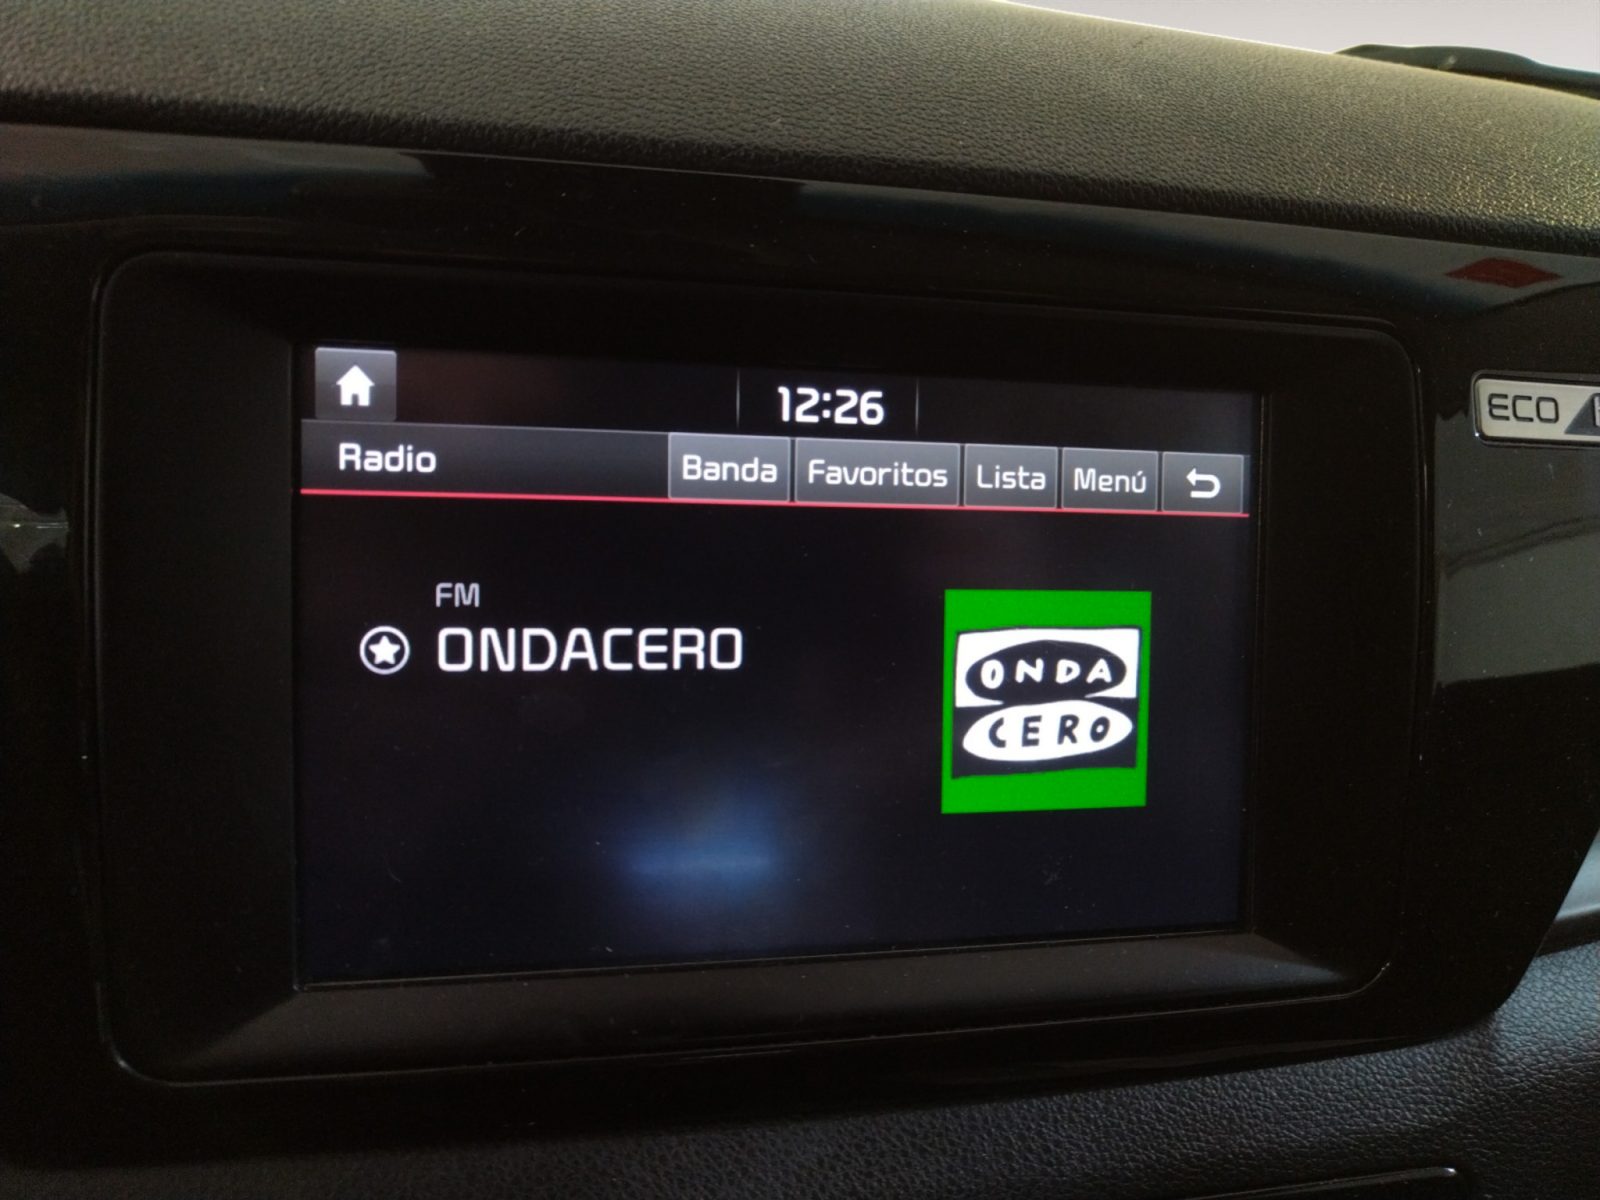 12:26
Radio Banda Favoritos Lista Menú
FM
ONDACERO
ONDA
CERO
ECO